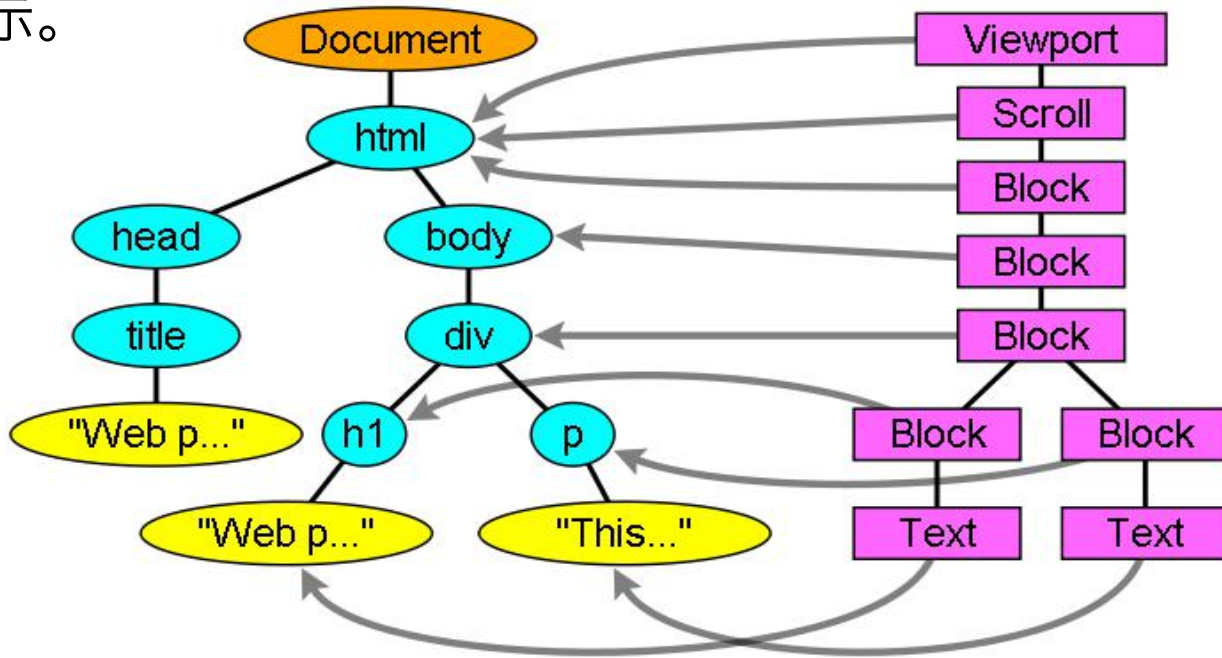 示。
Document
Viewport
html
Scroll
Block
head
body
Block
title
div
Block
"Web p..."
h1
p
Block
Block
"Web p..."
"This..."
Text
Text